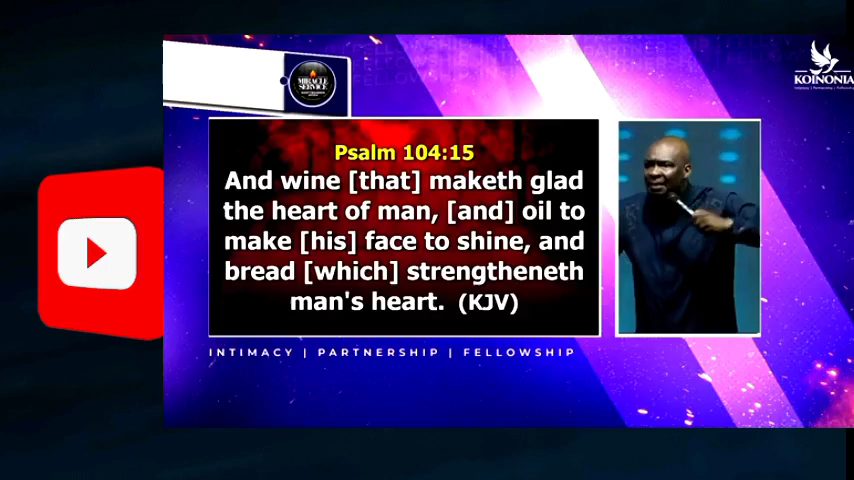 MIRACLE
SERVICE
KOINONIA
Psalm 104:15
And wine [that] maketh glad
the heart of man, [and] oil to
make [his] face to shine, and
bread [which] strengtheneth
man's heart. (KJV)
INTIMACY | PARTNERSHIP | FELLOWSHIP